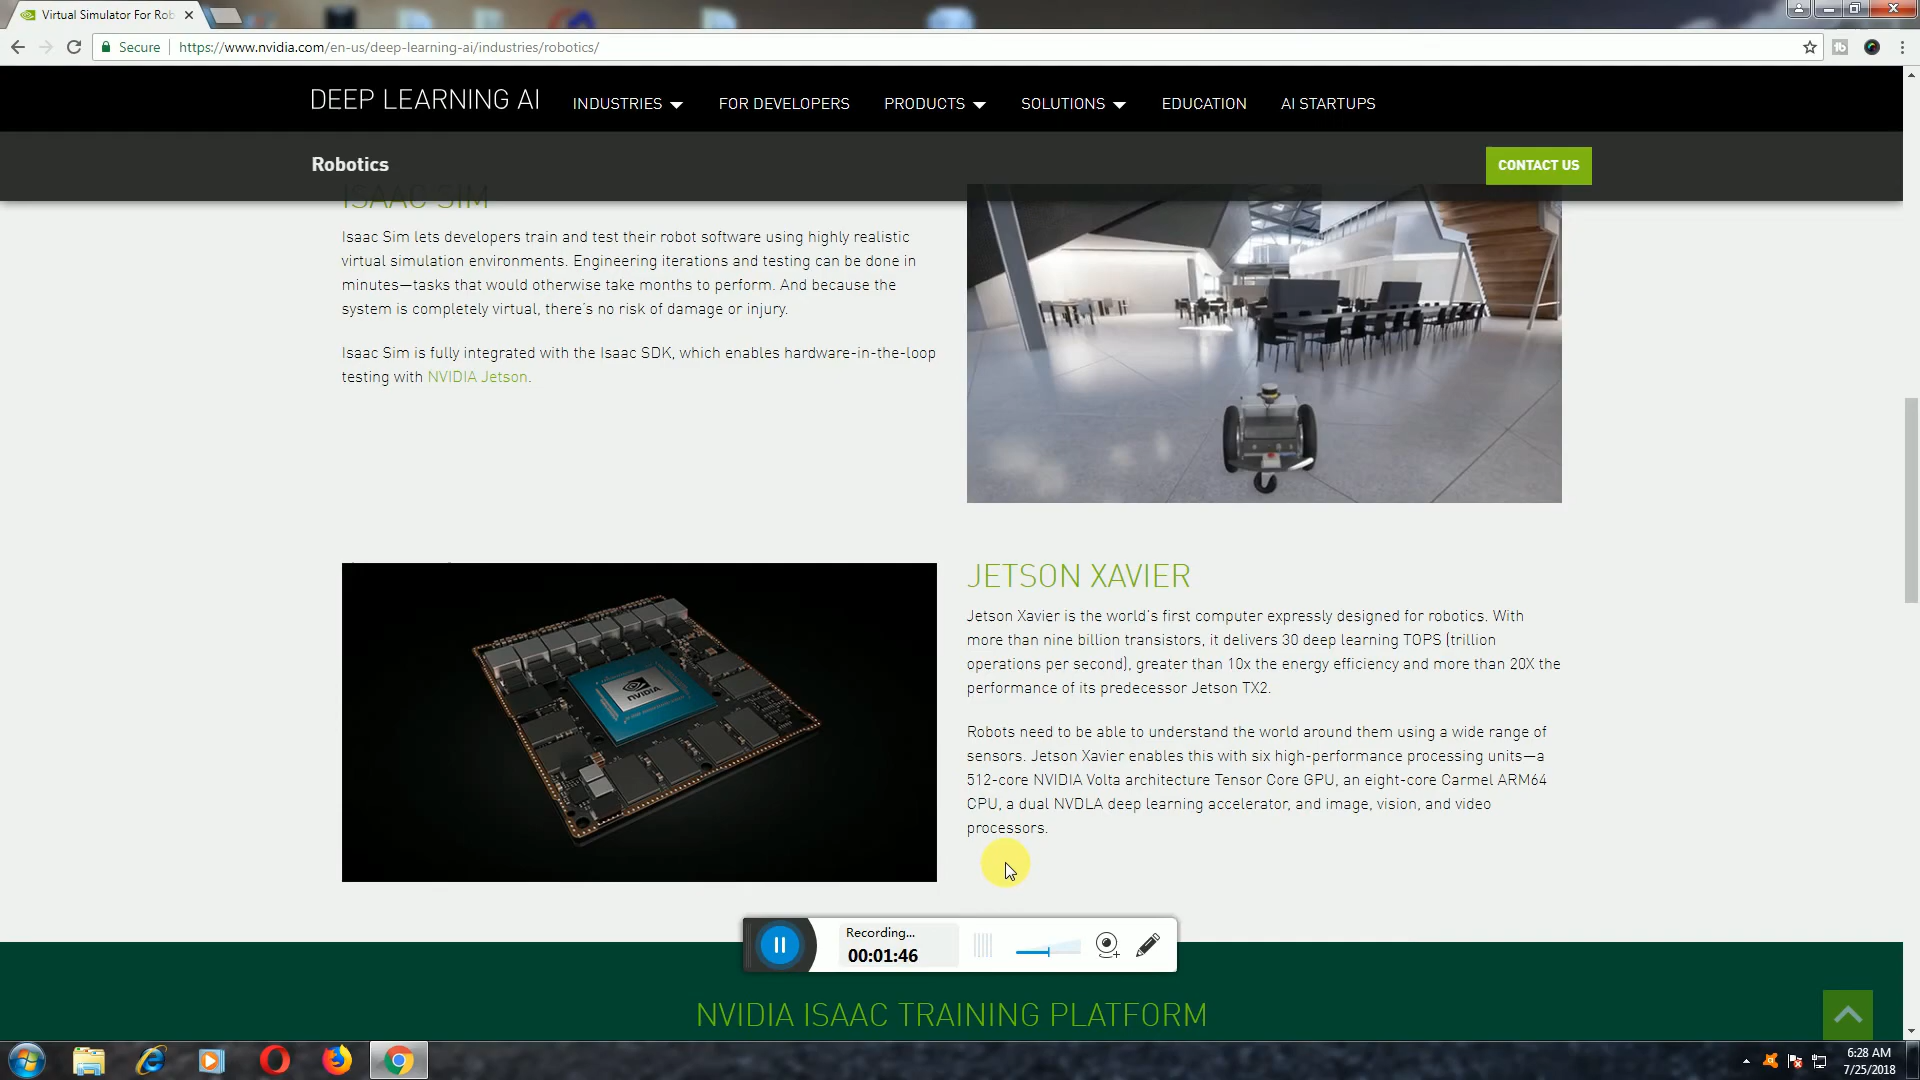 Virtual Simulator For Rob
Secure
https://www.nvidia.com/en-us/deep-learning-ai/industries/robotics/
DEEP LEARNING AI
INDUSTRIES
FOR DEVELOPERS
PRODUCTS
SOLUTIONS
EDUCATION
AI STARTUPS
Robotics
CONTACT US
ISAAC SIM
Isaac Sim lets developers train and test their robot software using highly realistic
virtual simulation environments. Engineering iterations and testing can be done in
minutes—tasks that would otherwise take months to perform. And because the
system is completely virtual, there’s no risk of damage or injury.
Isaac Sim is fully integrated with the Isaac SDK, which enables hardware-in-the-loop
testing with NVIDIA Jetson.
NVIDIA
JETSON XAVIER
Jetson Xavier is the world’s first computer expressly designed for robotics. With
more than nine billion transistors, it delivers 30 deep learning TOPS (trillion
operations per second), greater than 10x the energy efficiency and more than 20X the
performance of its predecessor Jetson TX2.
Robots need to be able to understand the world around them using a wide range of
sensors. Jetson Xavier enables this with six high-performance processing units—a
512-core NVIDIA Volta architecture Tensor Core GPU, an eight-core Carmel ARM64
CPU, a dual NVDLA deep learning accelerator, and image, vision, and video
processors.
Recording...
00:01:46
NVIDIA ISAAC TRAINING PLATFORM
6:28 AM
7/25/2018